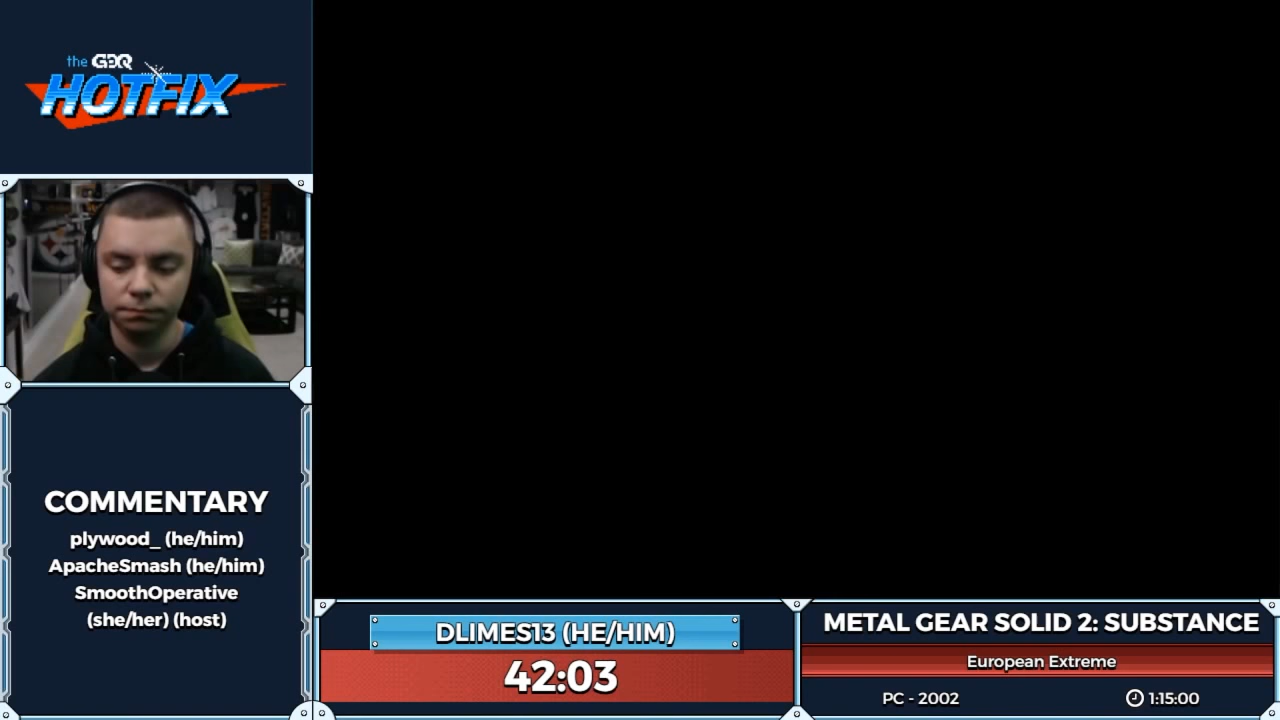 the GDQ
HOTFIX
COMMENTARY
plywood_ (he/him)
ApacheSmash (he/him)
SmoothOperative
(she/her) (host)
DLIMES13 (HE/HIM)
42:03
METAL GEAR SOLID 2: SUBSTANCE
European Extreme
PC - 2002
1:15:00